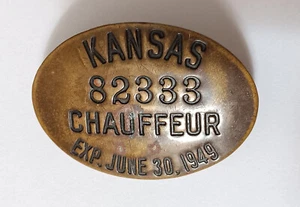 KANSAS
82333
CHAUFFEUR
EXP. JUNE 30, 1949